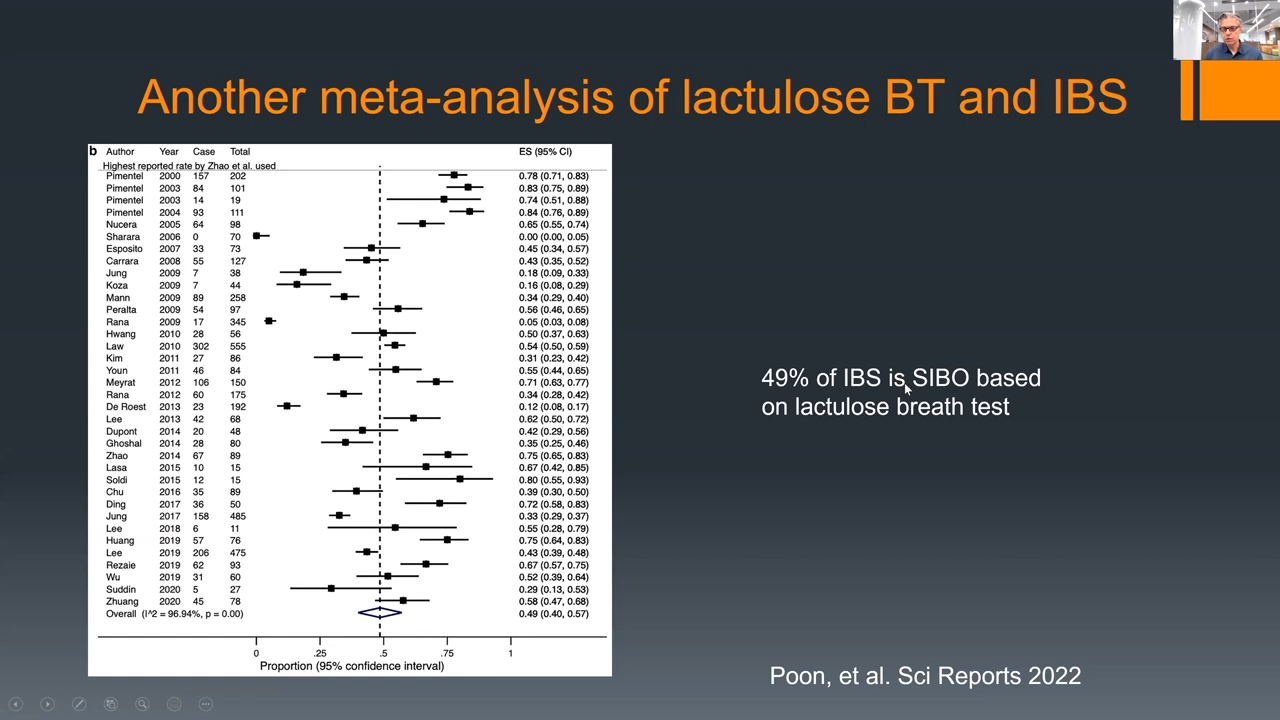 Another meta-analysis of lactulose BT and IBS
b Author Year Case Total ES (95% CI)
Highest reported rate by Zhao et al. used
Pimentel 2000 157 202 0.78 (0.71, 0.83)
Pimentel 2003 84 101 0.83 (0.75, 0.89)
Pimentel 2003 14 19 0.74 (0.51, 0.88)
Pimentel 2004 93 111 0.84 (0.76, 0.89)
Nucera 2005 64 98 0.65 (0.55, 0.74)
Sharara 2006 0 70 0.00 (0.00, 0.05)
Esposito 2007 33 73 0.45 (0.34, 0.57)
Carrara 2008 55 127 0.43 (0.35, 0.52)
Jung 2009 7 38 0.18 (0.09, 0.33)
Koza 2009 7 44 0.16 (0.08, 0.29)
Mann 2009 89 258 0.34 (0.29, 0.40)
Peralta 2009 54 97 0.56 (0.46, 0.65)
Rana 2009 17 345 0.05 (0.03, 0.08)
Hwang 2010 28 56 0.50 (0.37, 0.63)
Law 2010 302 555 0.54 (0.50, 0.59)
Kim 2011 27 86 0.31 (0.23, 0.42)
Youn 2011 46 84 0.55 (0.44, 0.65)
Meyrat 2012 106 150 0.71 (0.63, 0.77)
Rana 2012 60 175 0.34 (0.28, 0.42)
De Roest 2013 23 192 0.12 (0.08, 0.17)
Lee 2013 42 68 0.62 (0.50, 0.72)
Dupont 2014 20 48 0.42 (0.29, 0.56)
Ghoshal 2014 28 80 0.35 (0.25, 0.46)
Zhao 2014 67 89 0.75 (0.65, 0.83)
Lasa 2015 10 15 0.67 (0.42, 0.85)
Soldi 2015 12 15 0.80 (0.55, 0.93)
Chu 2016 35 89 0.39 (0.30, 0.50)
Ding 2017 36 50 0.72 (0.58, 0.83)
Jung 2017 158 485 0.33 (0.29, 0.37)
Lee 2018 6 11 0.55 (0.28, 0.79)
Huang 2019 57 76 0.75 (0.64, 0.83)
Lee 2019 206 475 0.43 (0.39, 0.48)
Rezaie 2019 62 93 0.67 (0.57, 0.75)
Wu 2019 31 60 0.52 (0.39, 0.64)
Suddin 2020 5 27 0.29 (0.13, 0.53)
Zhuang 2020 45 78 0.58 (0.47, 0.68)
Overall (I^2 = 96.94%, p = 0.00) 0.49 (0.40, 0.57)
0 .25 .5 .75 1
Proportion (95% confidence interval)
49% of IBS is SIBO based
on lactulose breath test
Poon, et al. Sci Reports 2022